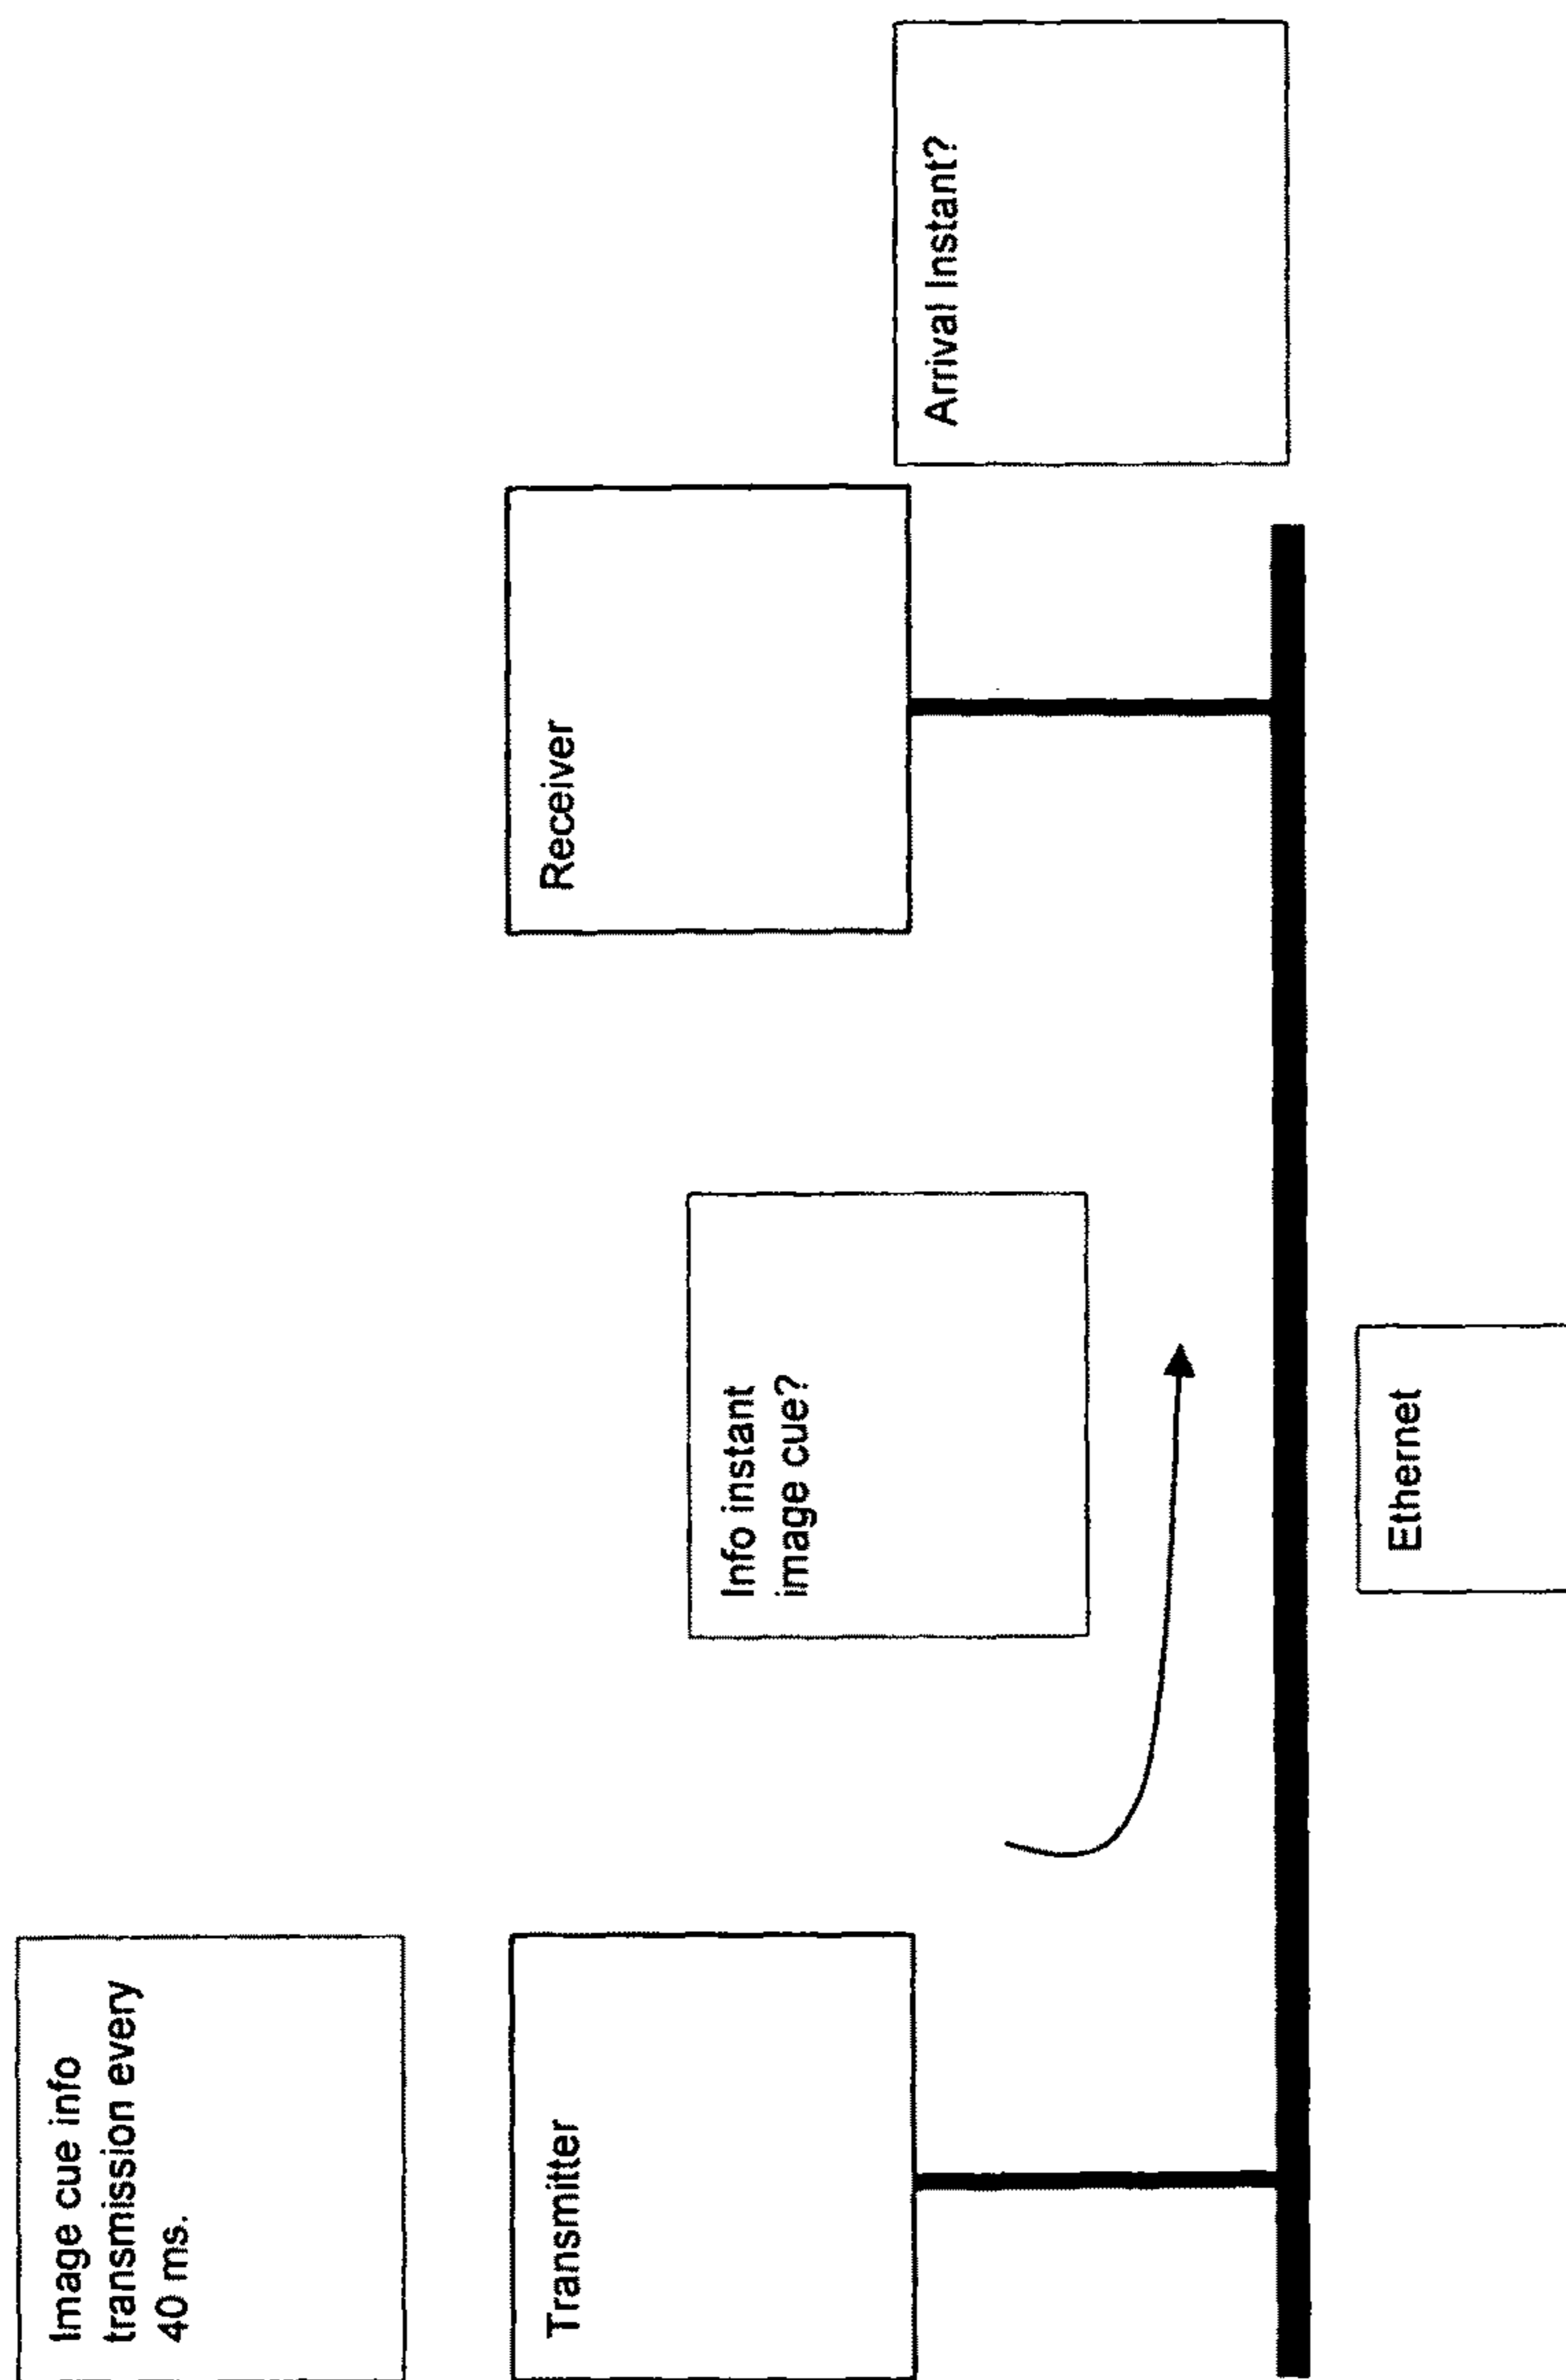 Image cue info
transmission every
40 ms.
Transmitter
Info instant
image cue?
Receiver
Arrival Instant?
Ethernet